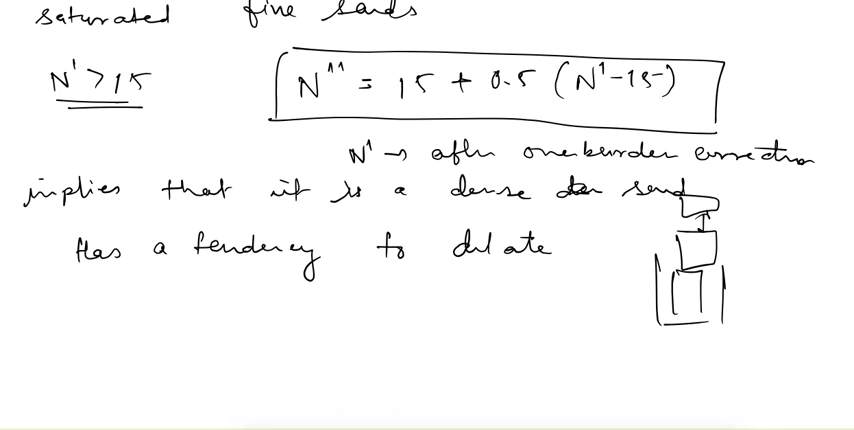 saturated fine sands
N' > 15
N'' = 15 + 0.5 (N' - 15)
N' → after overburden correction
implies that it is a dense sand
Has a tendency to dilate